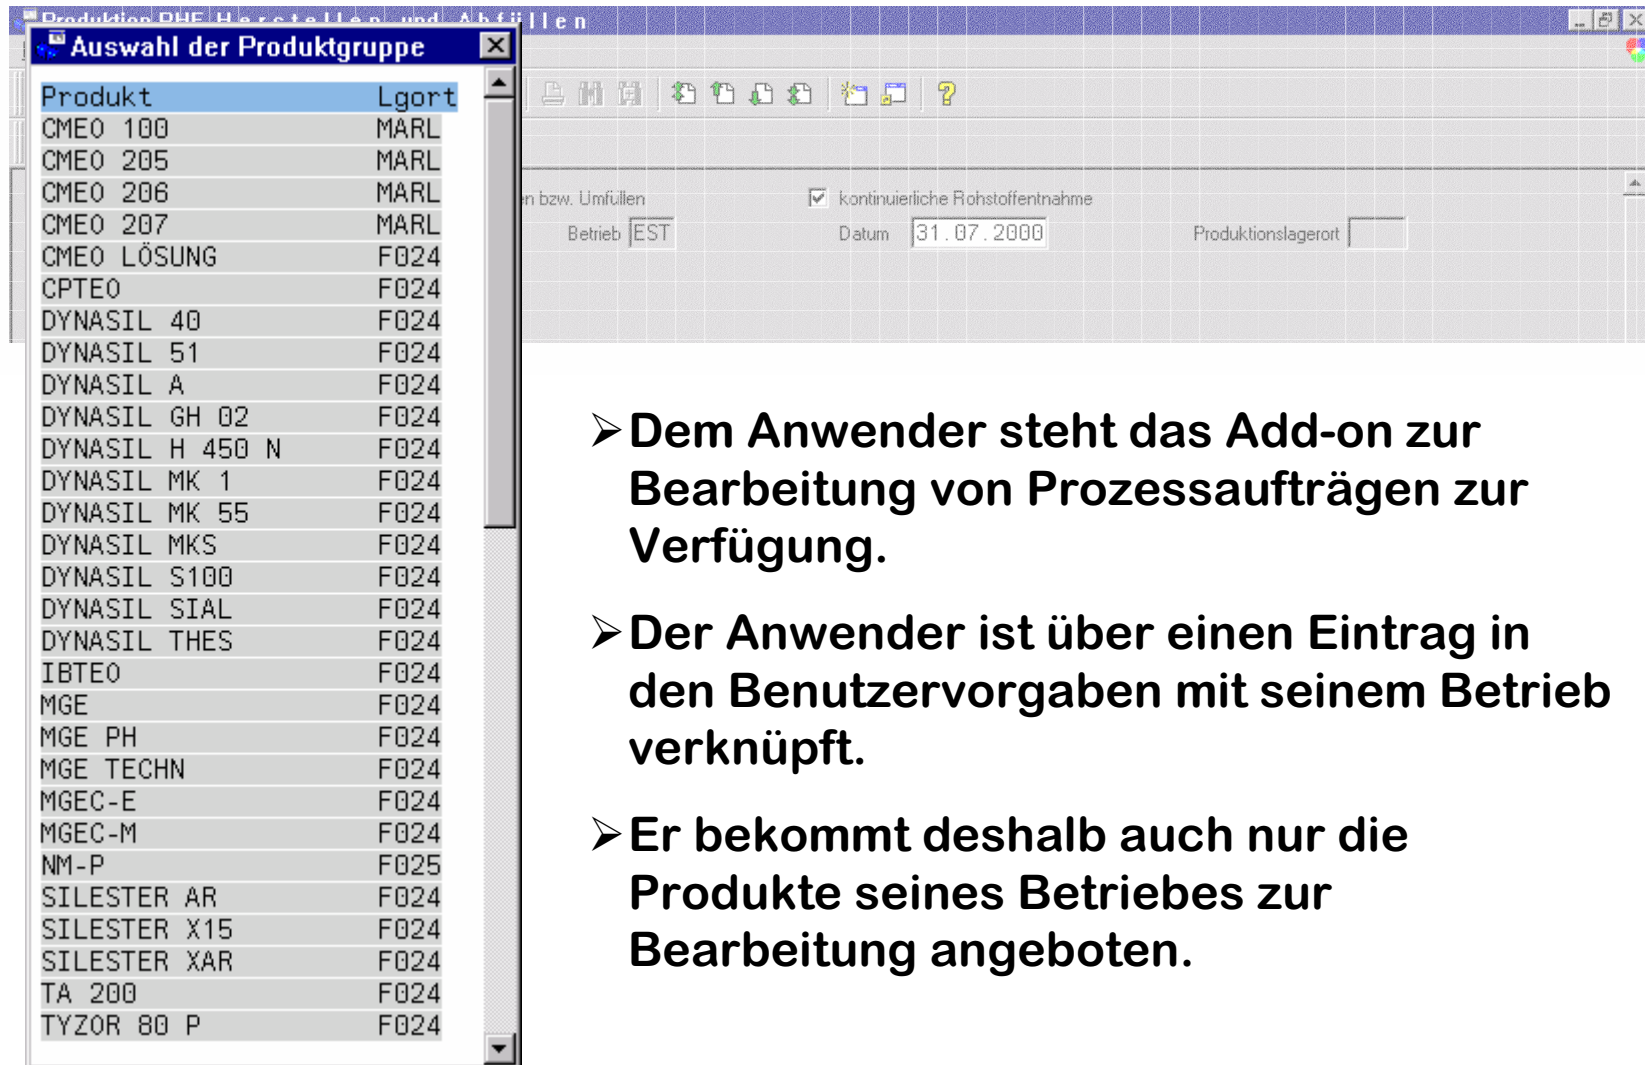 Produktion RHE Herstellen und Abfüllen
Auswahl der Produktgruppe
Produkt Lgort
CMEO 100 MARL
CMEO 205 MARL
CMEO 206 MARL
CMEO 207 MARL
CMEO LÖSUNG F024
CPTEO F024
DYNASIL 40 F024
DYNASIL 51 F024
DYNASIL A F024
DYNASIL GH 02 F024
DYNASIL H 450 N F024
DYNASIL MK 1 F024
DYNASIL MK 55 F024
DYNASIL MKS F024
DYNASIL S100 F024
DYNASIL SIAL F024
DYNASIL THES F024
IBTEO F024
MGE F024
MGE PH F024
MGE TECHN F024
MGEC-E F024
MGEC-M F024
NM-P F025
SILESTER AR F024
SILESTER X15 F024
SILESTER XAR F024
TA 200 F024
TYZOR 80 P F024
en bzw. Umfüllen kontinuierliche Rohstoffentnahme
Betrieb EST Datum 31.07.2000 Produktionslagerort
➢Dem Anwender steht das Add-on zur
Bearbeitung von Prozessaufträgen zur
Verfügung.
➢Der Anwender ist über einen Eintrag in
den Benutzervorgaben mit seinem Betrieb
verknüpft.
➢Er bekommt deshalb auch nur die
Produkte seines Betriebes zur
Bearbeitung angeboten.